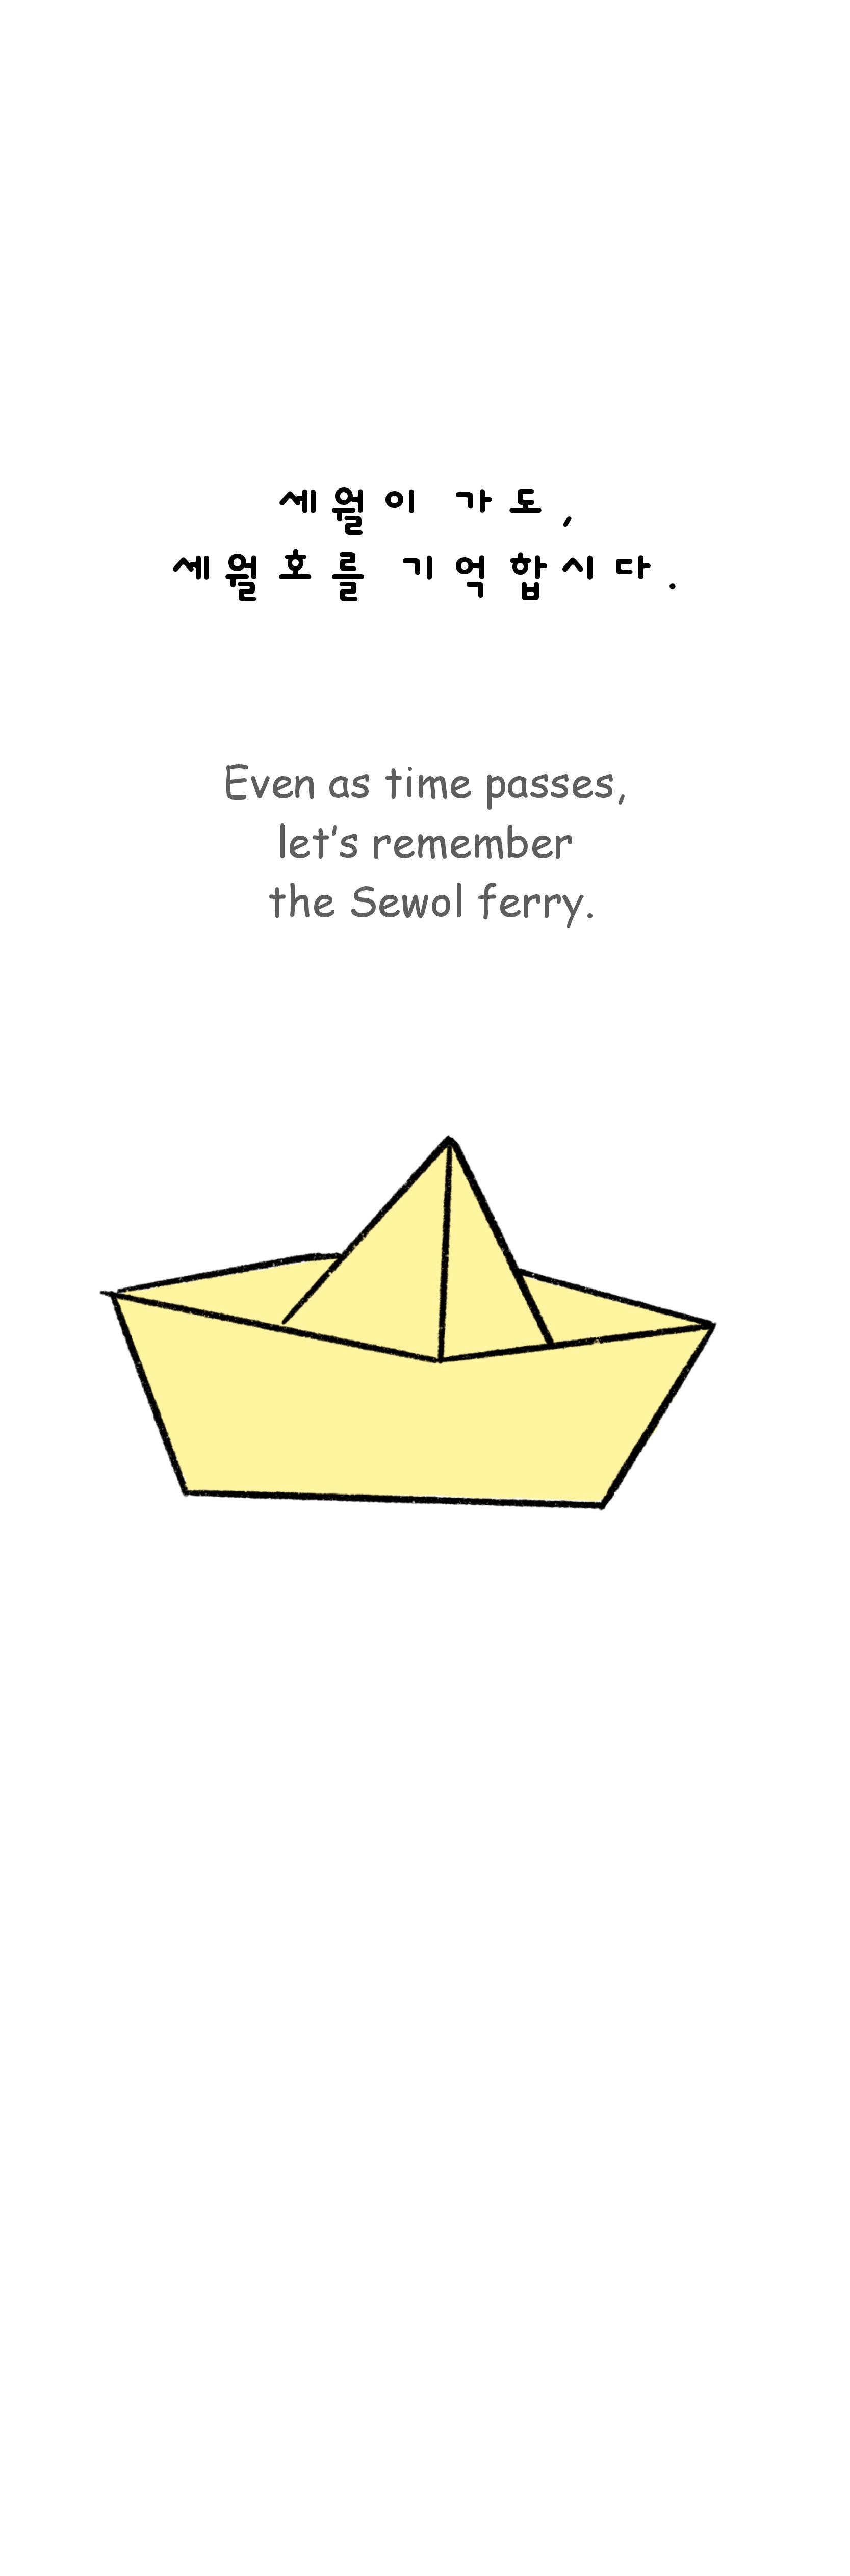 세월이 가도,
세월호를 기억합시다.
Even as time passes,
let's remember
the Sewol ferry.